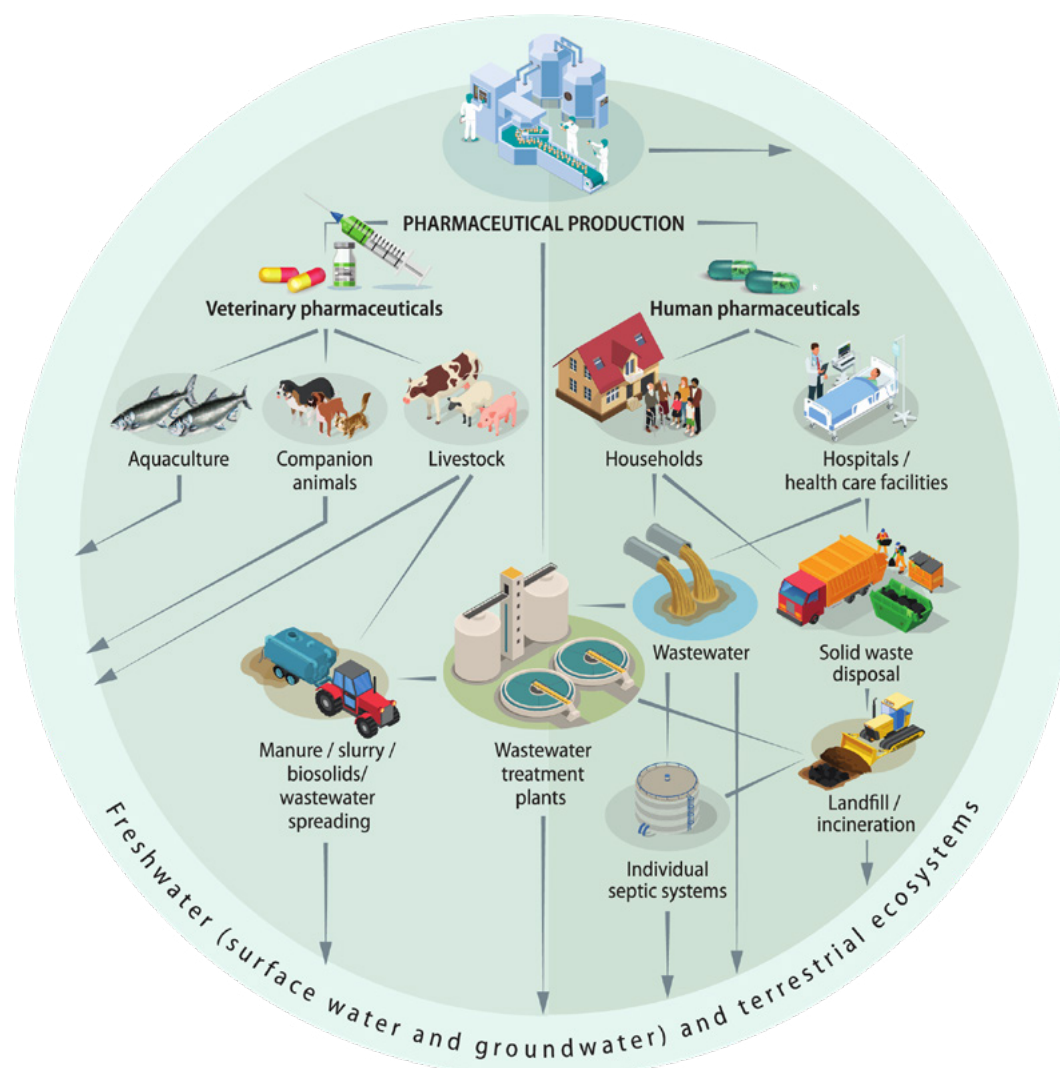 PHARMACEUTICAL PRODUCTION
Veterinary pharmaceuticals
Human pharmaceuticals
Aquaculture
Companion
animals
Livestock
Households
Hospitals /
health care facilities
Wastewater
Solid waste
disposal
Manure / slurry /
biosolids/
wastewater
spreading
Wastewater
treatment
plants
Landfill /
incineration
Individual
septic systems
Freshwater (surface water and groundwater) and terrestrial ecosystems